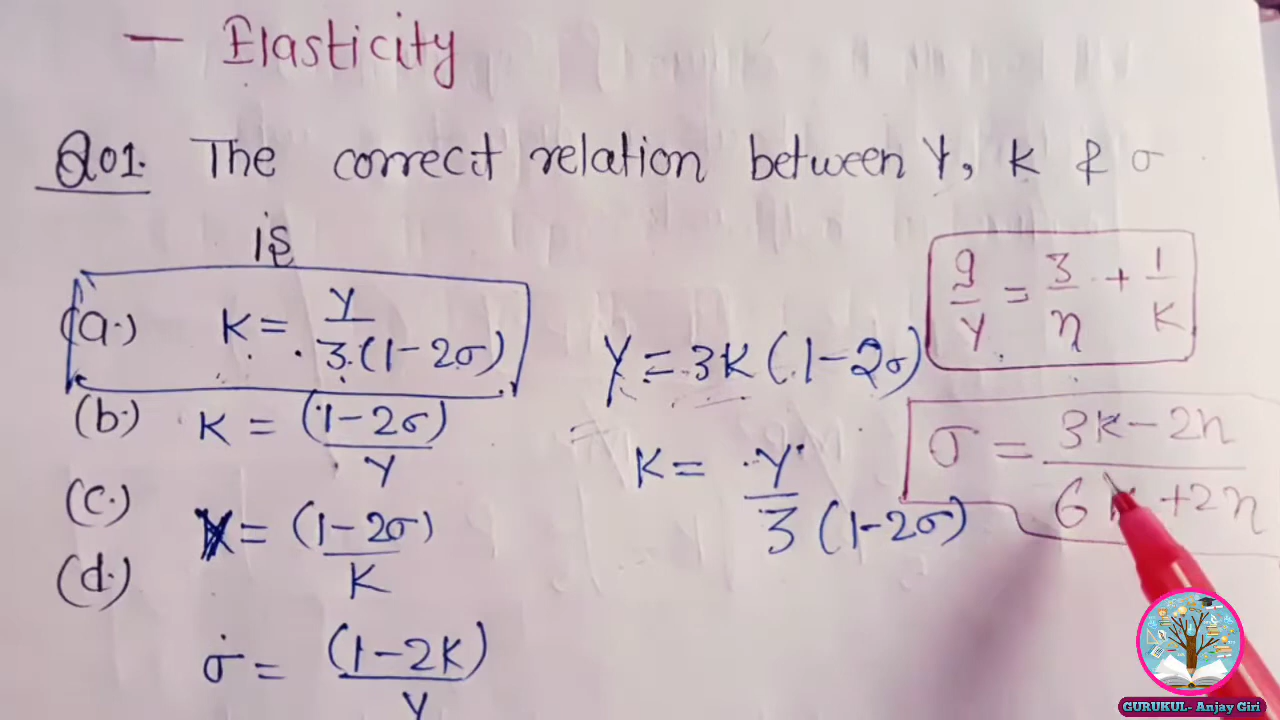 — Elasticity
Q01. The correct relation between Y, K & σ
is
(a.) K = Y / 3(1-2σ)
(b.) K = (1-2σ) / Y
(c.) Y = (1-2σ) / K
(d.) σ = (1-2K) / Y
Y = 3K(1-2σ)
K = Y / 3(1-2σ)
9/Y = 3/η + 1/K
σ = 3K-2η / 6K+2η
GURUKUL- Anjay Giri